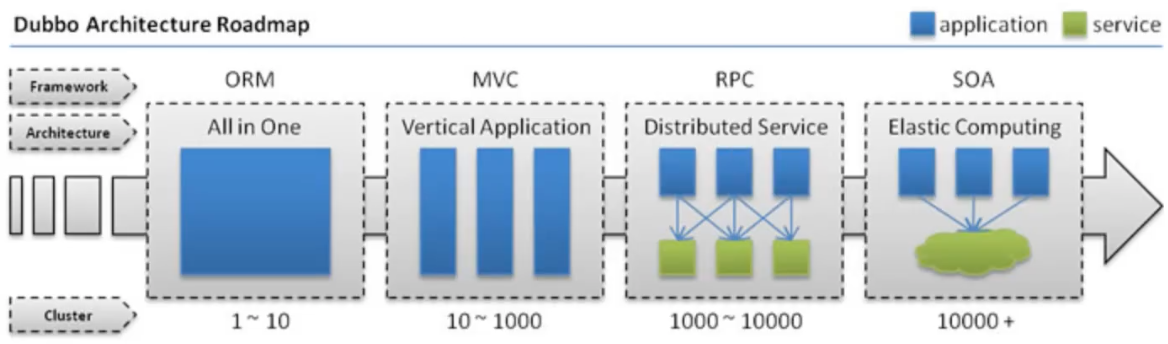 Dubbo Architecture Roadmap
application
service
Framework
ORM
MVC
RPC
SOA
Architecture
All in One
Vertical Application
Distributed Service
Elastic Computing
Cluster
1 ~ 10
10 ~ 1000
1000 ~ 10000
10000 +